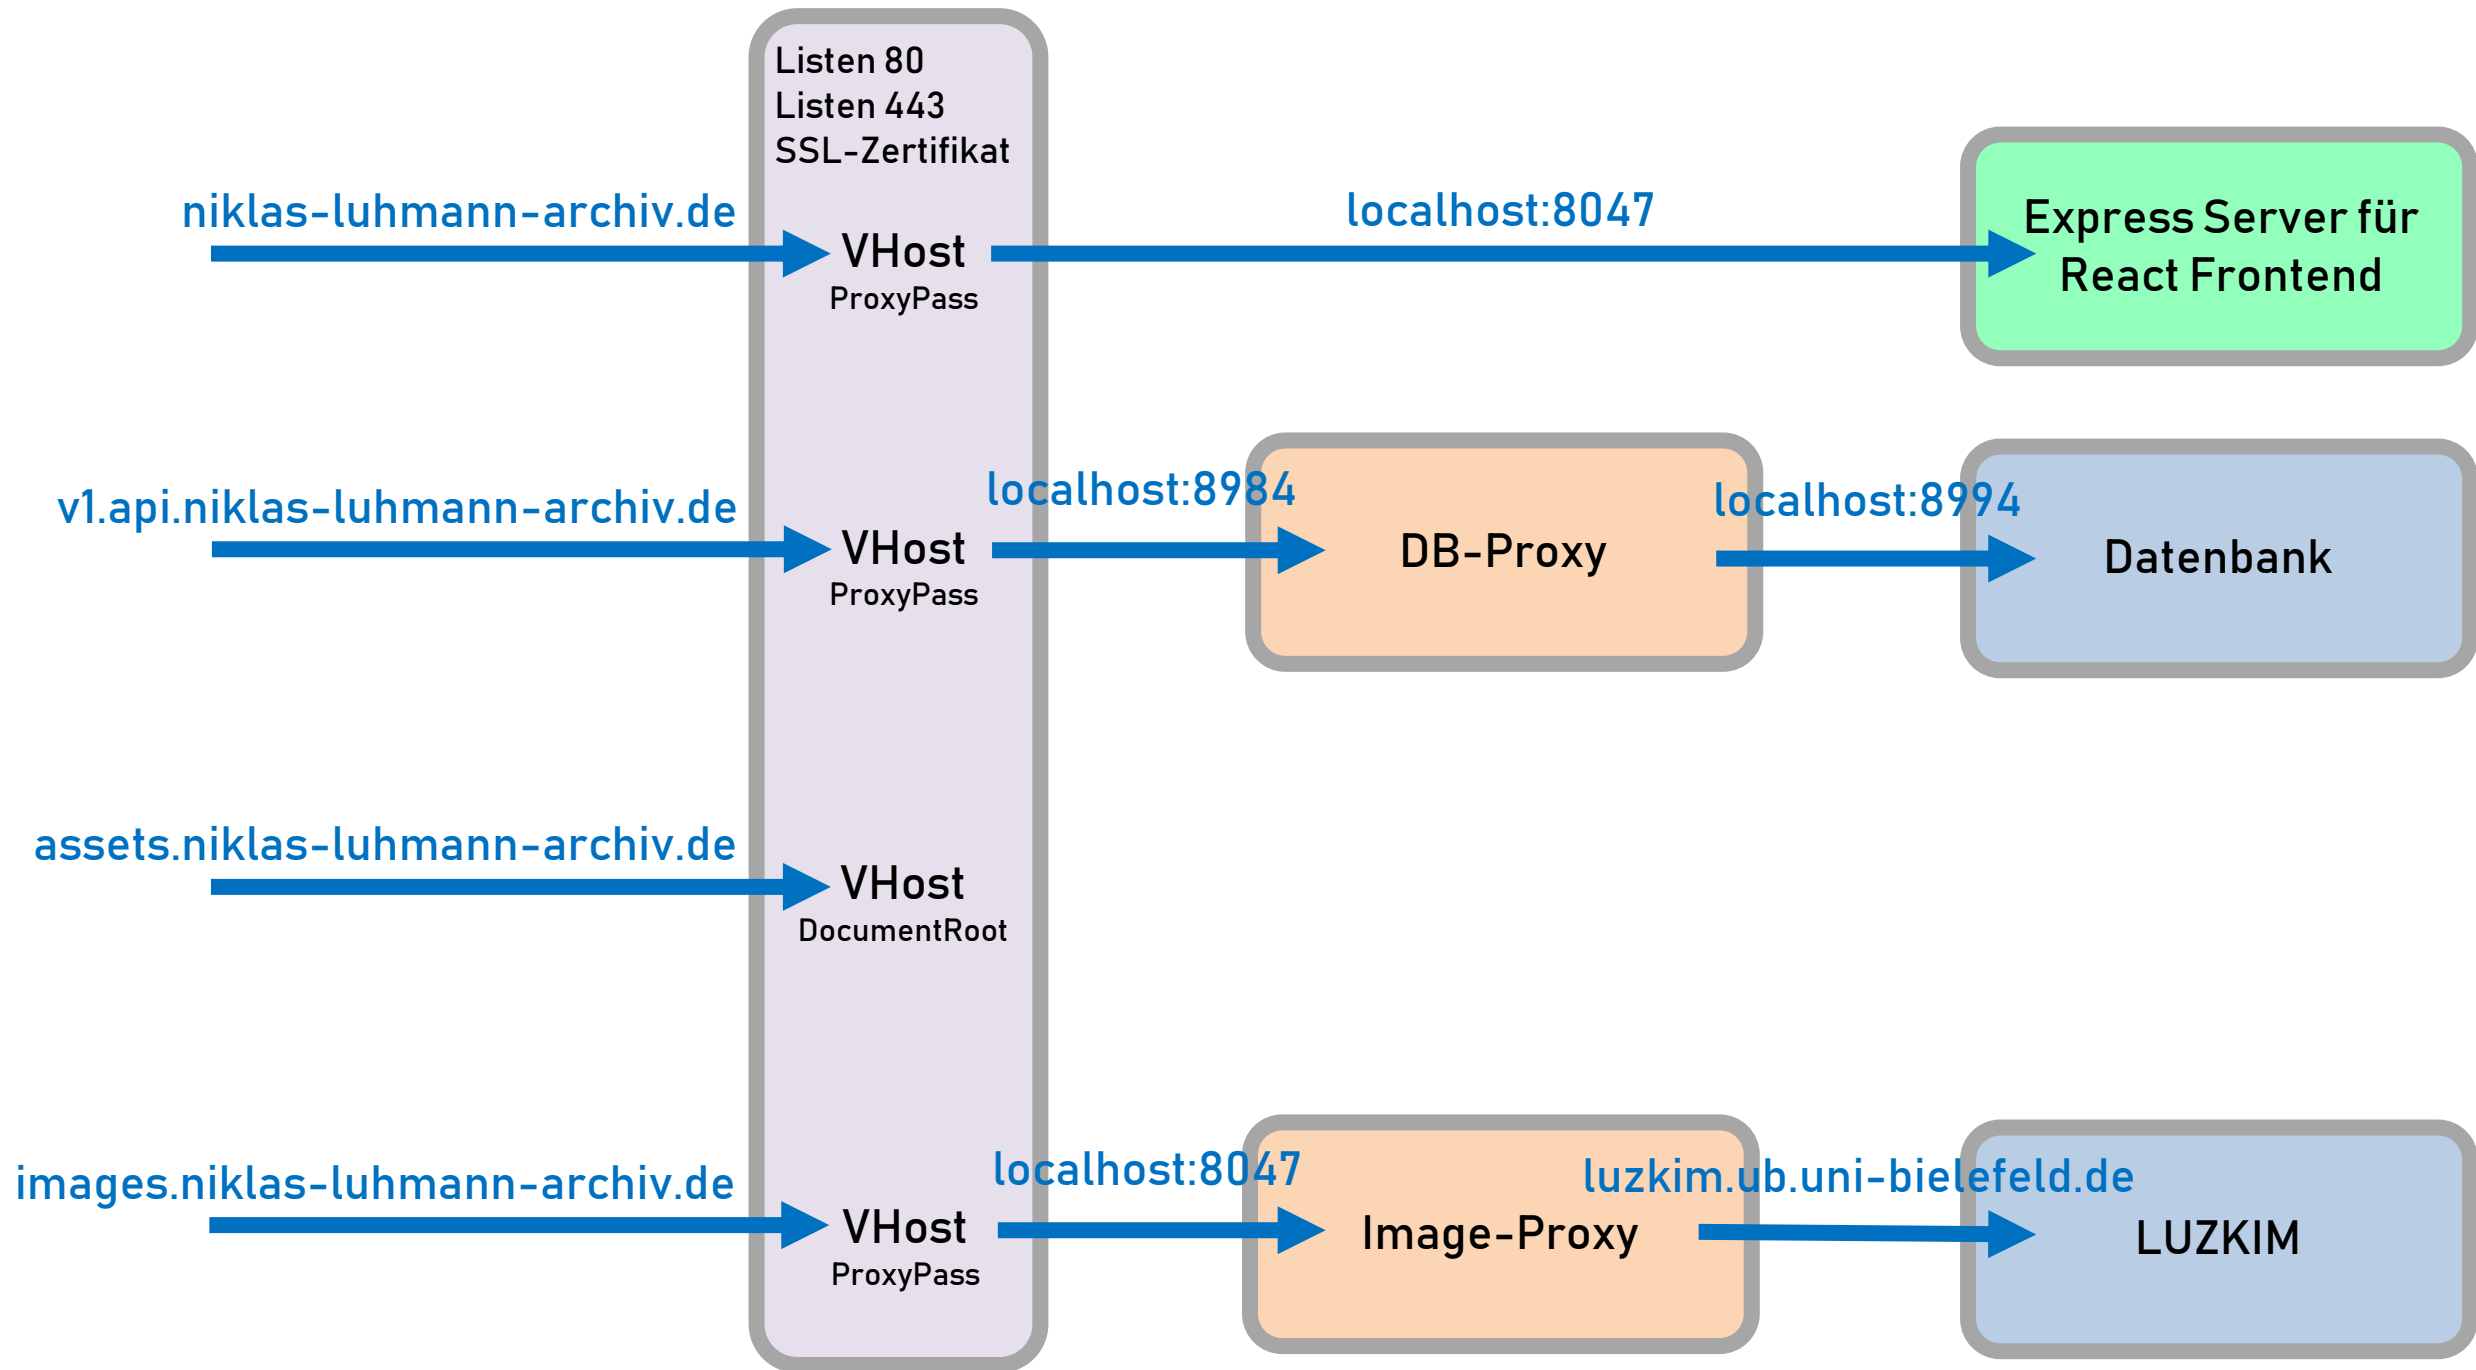 Listen 80
Listen 443
SSL-Zertifikat
niklas-luhmann-archiv.de
VHost
ProxyPass
localhost:8047
Express Server für
React Frontend
v1.api.niklas-luhmann-archiv.de
VHost
ProxyPass
localhost:8984
DB-Proxy
localhost:8994
Datenbank
assets.niklas-luhmann-archiv.de
VHost
DocumentRoot
images.niklas-luhmann-archiv.de
VHost
ProxyPass
localhost:8047
Image-Proxy
luzkim.ub.uni-bielefeld.de
LUZKIM